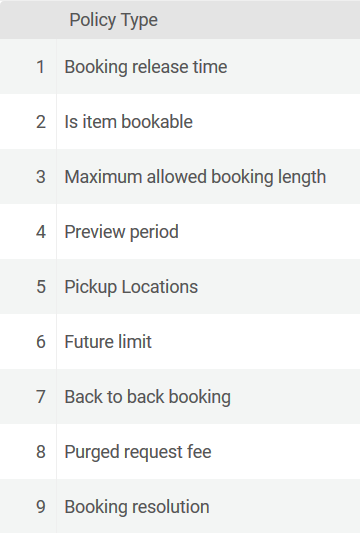 Policy Type
1 Booking release time
2 Is item bookable
3 Maximum allowed booking length
4 Preview period
5 Pickup Locations
6 Future limit
7 Back to back booking
8 Purged request fee
9 Booking resolution